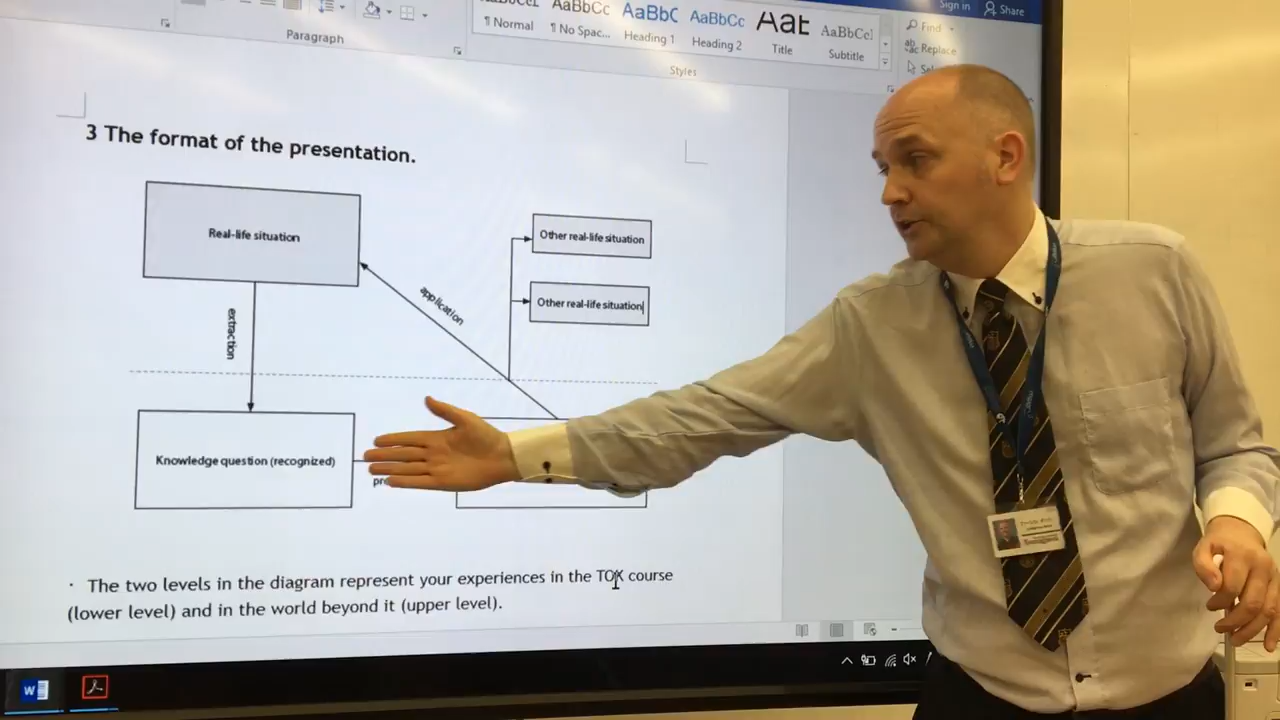 Sign in Share
AaBbCc AaBbC AaBbCc Aat AaBbCcl
¶ Normal ¶ No Spac... Heading 1 Heading 2 Title Subtitle
Find
Replace
Paragraph
Styles
3 The format of the presentation.
Real-life situation
Other real-life situation
Other real-life situation
application
extraction
Knowledge question (recognized)
· The two levels in the diagram represent your experiences in the TOK course
(lower level) and in the world beyond it (upper level).